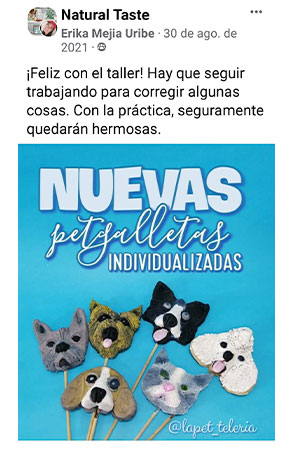 Natural Taste
Erika Mejia Uribe · 30 de ago. de
2021 ·
¡Feliz con el taller! Hay que seguir
trabajando para corregir algunas
cosas. Con la práctica, seguramente
quedarán hermosas.
NUEVAS
petgalletas
INDIVIDUALIZADAS
@lapet_teleria